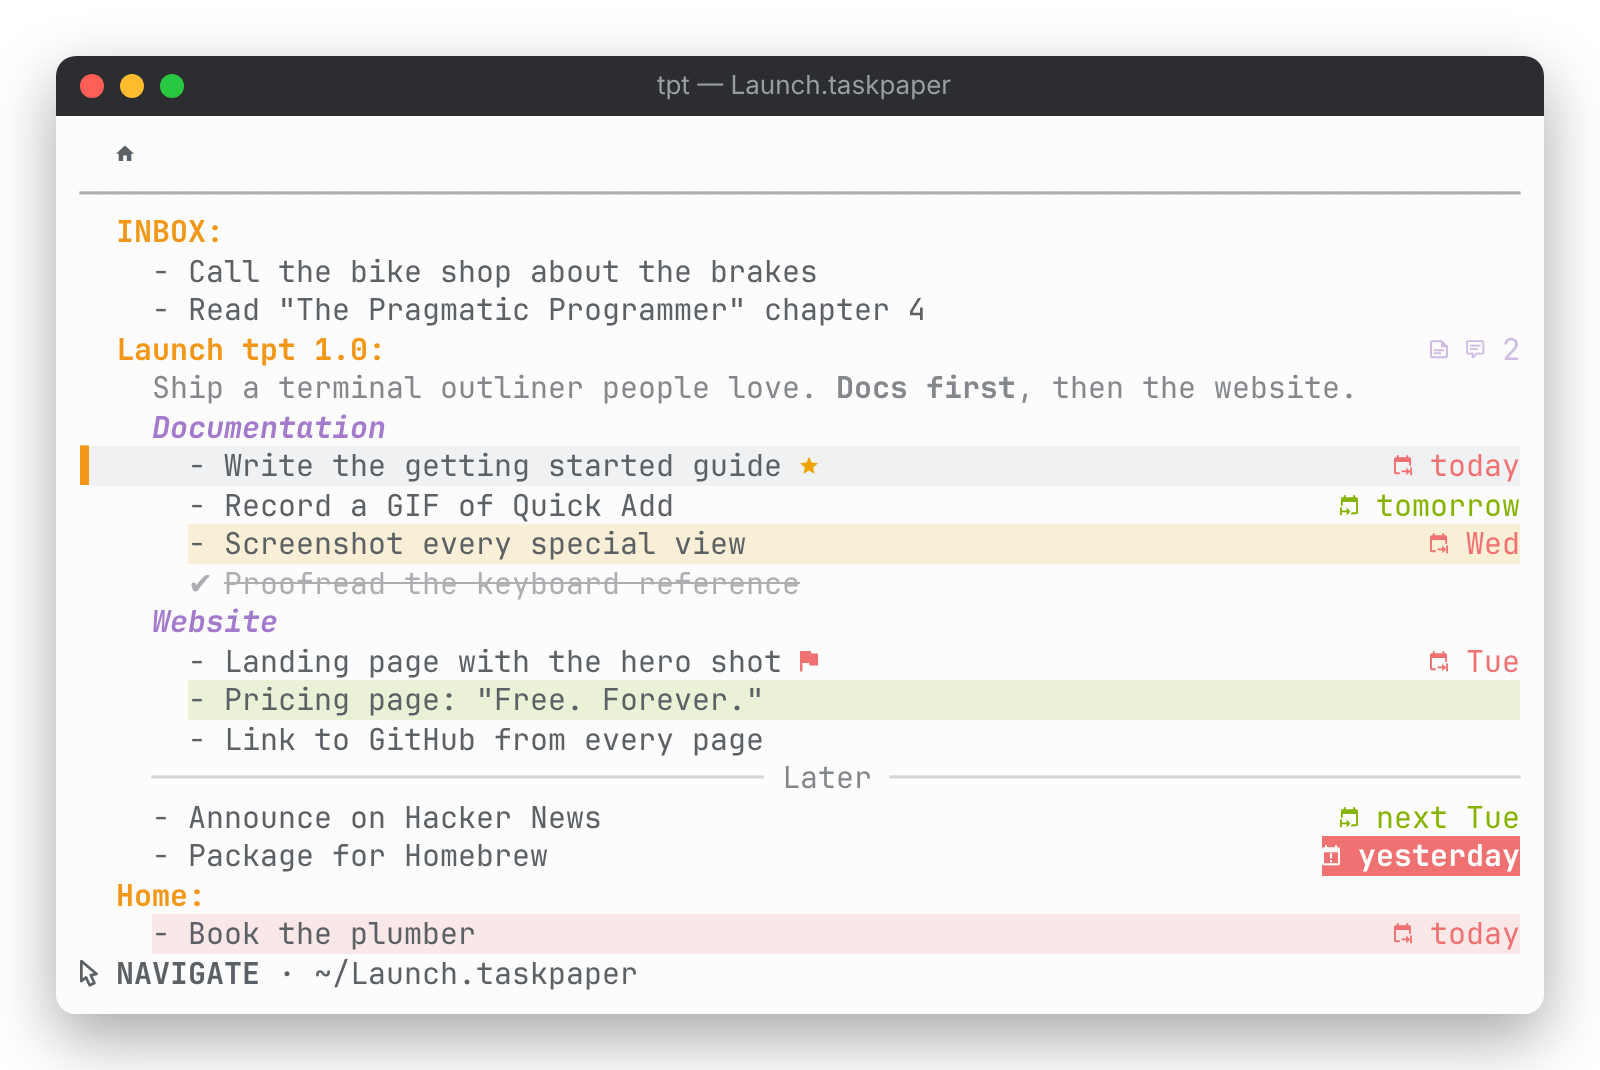 tpt — Launch.taskpaper
INBOX:
- Call the bike shop about the brakes
- Read "The Pragmatic Programmer" chapter 4
Launch tpt 1.0: 2
Ship a terminal outliner people love. Docs first, then the website.
Documentation
- Write the getting started guide ★ today
- Record a GIF of Quick Add tomorrow
- Screenshot every special view Wed
✔ Proofread the keyboard reference
Website
- Landing page with the hero shot Tue
- Pricing page: "Free. Forever."
- Link to GitHub from every page
Later
- Announce on Hacker News next Tue
- Package for Homebrew yesterday
Home:
- Book the plumber today
NAVIGATE · ~/Launch.taskpaper